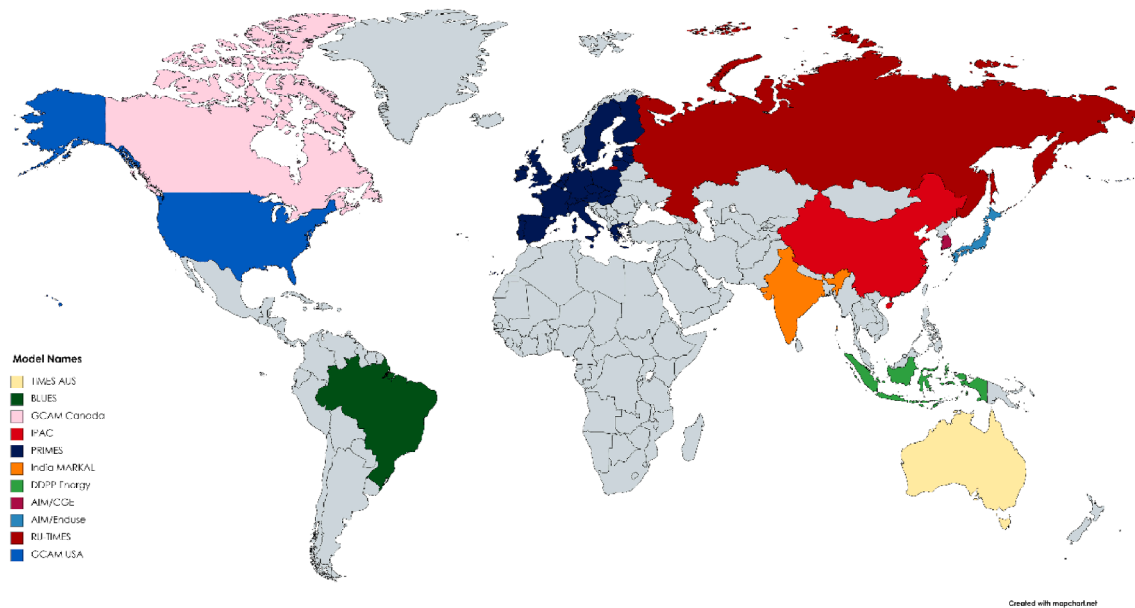 Model Names
TIMES AUS
BLUES
GCAM Canada
IPAC
PRIMES
India MARKAL
DDPP Energy
AIM/CGE
AIM/Enduse
RU-TIMES
GCAM USA
Created with mapchart.net